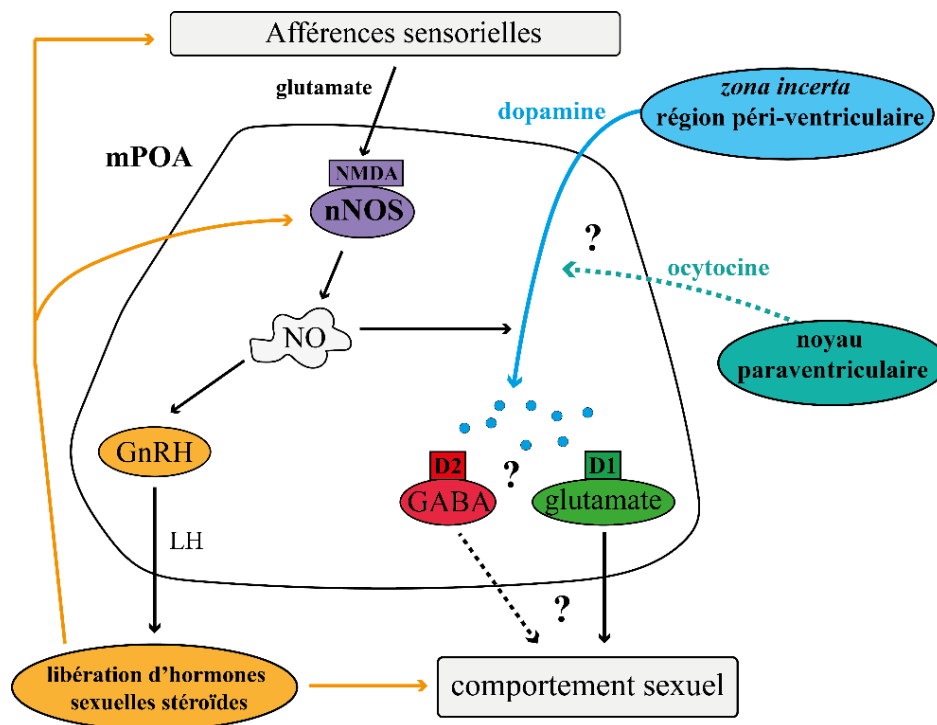 Afférences sensorielles
glutamate
zona incerta
région péri-ventriculaire
dopamine
mPOA
NMDA
nNOS
?
ocytocine
NO
noyau
paraventriculaire
GnRH
D2
?
D1
GABA
glutamate
LH
?
libération d'hormones
sexuelles stéroïdes
comportement sexuel